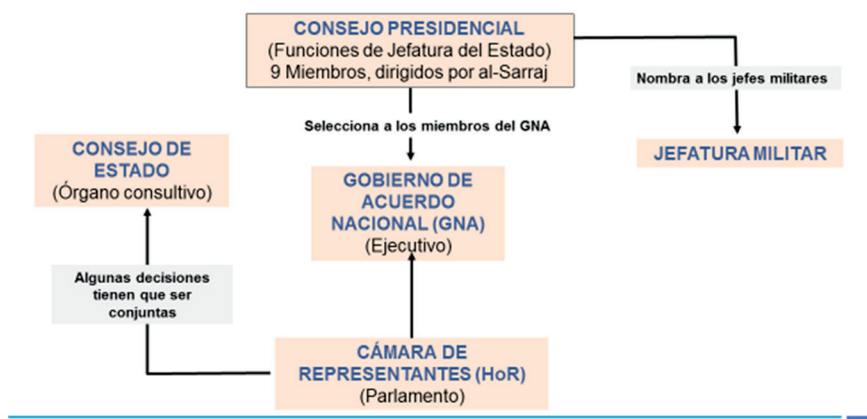 CONSEJO PRESIDENCIAL
(Funciones de Jefatura del Estado)
9 Miembros, dirigidos por al-Sarraj
Nombra a los jefes militares
Selecciona a los miembros del GNA
CONSEJO DE
ESTADO
(Órgano consultivo)
JEFATURA MILITAR
GOBIERNO DE
ACUERDO
NACIONAL (GNA)
(Ejecutivo)
Algunas decisiones
tienen que ser
conjuntas
CÁMARA DE
REPRESENTANTES (HoR)
(Parlamento)